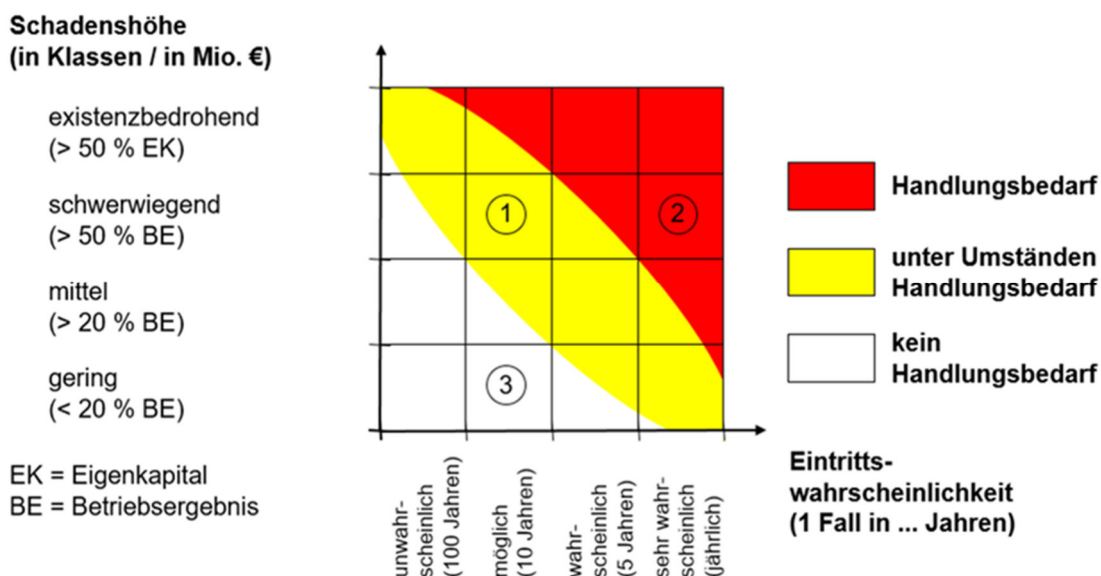 Schadenshöhe
(in Klassen / in Mio. €)
existenzbedrohend
(> 50 % EK)
schwerwiegend
(> 50 % BE)
mittel
(> 20 % BE)
gering
(< 20 % BE)
EK = Eigenkapital
BE = Betriebsergebnis
1
2
3
unwahr-
scheinlich
(100 Jahren)
möglich
(10 Jahren)
wahr-
scheinlich
(5 Jahren)
sehr wahr-
scheinlich
(jährlich)
Handlungsbedarf
unter Umständen
Handlungsbedarf
kein
Handlungsbedarf
Eintritts-
wahrscheinlichkeit
(1 Fall in ... Jahren)